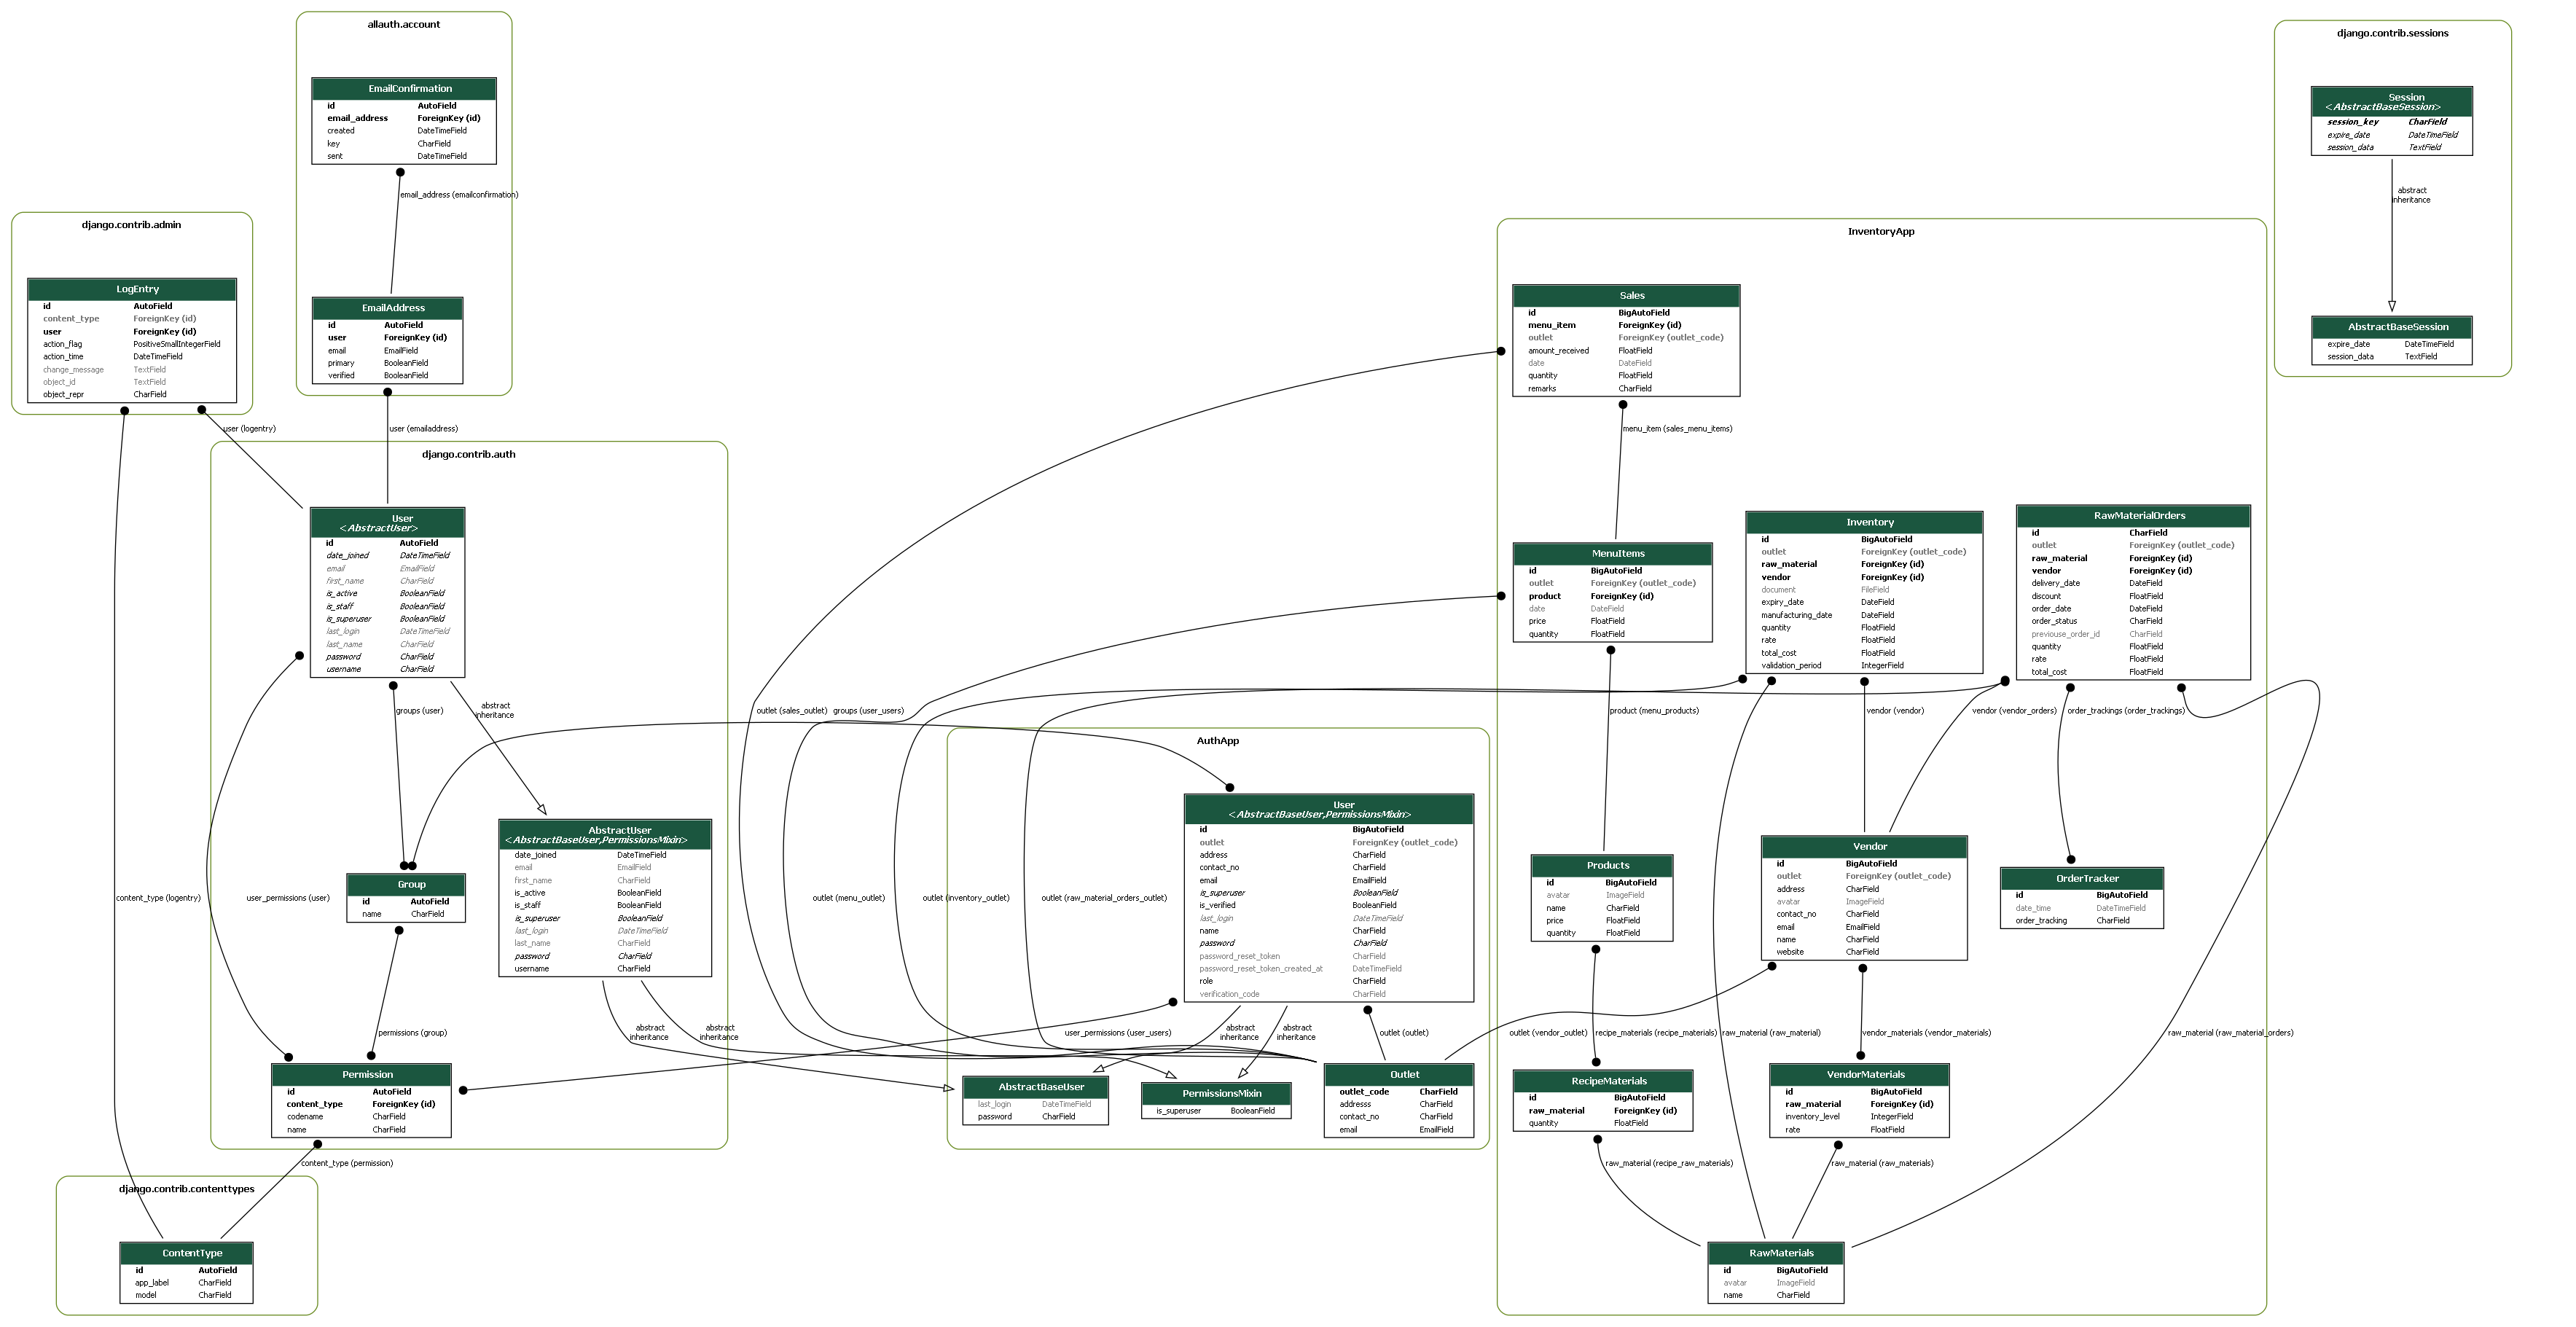 allauth.account
EmailConfirmation
id AutoField
email_address ForeignKey (id)
created DateTimeField
key CharField
sent DateTimeField
email_address (emailconfirmation)
EmailAddress
id AutoField
user ForeignKey (id)
email EmailField
primary BooleanField
verified BooleanField
user (emailaddress)
django.contrib.admin
LogEntry
id AutoField
content_type ForeignKey (id)
user ForeignKey (id)
action_flag PositiveSmallIntegerField
action_time DateTimeField
change_message TextField
object_id TextField
object_repr CharField
user (logentry)
content_type (logentry)
django.contrib.auth
User
<AbstractUser>
id AutoField
date_joined DateTimeField
email EmailField
first_name CharField
is_active BooleanField
is_staff BooleanField
is_superuser BooleanField
last_login DateTimeField
last_name CharField
password CharField
username CharField
groups (user)
abstract
inheritance
user_permissions (user)
AbstractUser
<AbstractBaseUser,PermissionsMixin>
date_joined DateTimeField
email EmailField
first_name CharField
is_active BooleanField
is_staff BooleanField
is_superuser BooleanField
last_login DateTimeField
last_name CharField
password CharField
username CharField
abstract
inheritance
abstract
inheritance
Group
id AutoField
name CharField
permissions (group)
Permission
id AutoField
content_type ForeignKey (id)
codename CharField
name CharField
content_type (permission)
django.contrib.contenttypes
ContentType
id AutoField
app_label CharField
model CharField
outlet (sales_outlet)
groups (user_users)
outlet (menu_outlet)
outlet (inventory_outlet)
outlet (raw_material_orders_outlet)
AuthApp
User
<AbstractBaseUser,PermissionsMixin>
id BigAutoField
outlet ForeignKey (outlet_code)
address CharField
contact_no CharField
email EmailField
is_superuser BooleanField
is_verified BooleanField
last_login DateTimeField
name CharField
password CharField
password_reset_token CharField
password_reset_token_created_at DateTimeField
role CharField
verification_code CharField
user_permissions (user_users)
abstract
inheritance
abstract
inheritance
outlet (outlet)
AbstractBaseUser
last_login DateTimeField
password CharField
PermissionsMixin
is_superuser BooleanField
Outlet
outlet_code CharField
addresss CharField
contact_no CharField
email EmailField
InventoryApp
Sales
id BigAutoField
menu_item ForeignKey (id)
outlet ForeignKey (outlet_code)
amount_received FloatField
date DateField
quantity FloatField
remarks CharField
menu_item (sales_menu_items)
MenuItems
id BigAutoField
outlet ForeignKey (outlet_code)
product ForeignKey (id)
date DateField
price FloatField
quantity FloatField
product (menu_products)
Inventory
id BigAutoField
outlet ForeignKey (outlet_code)
raw_material ForeignKey (id)
vendor ForeignKey (id)
document FileField
expiry_date DateField
manufacturing_date DateField
quantity FloatField
rate FloatField
total_cost FloatField
validation_period IntegerField
vendor (vendor)
RawMaterialOrders
id CharField
outlet ForeignKey (outlet_code)
raw_material ForeignKey (id)
vendor ForeignKey (id)
delivery_date DateField
discount FloatField
order_date DateField
order_status CharField
previouse_order_id CharField
quantity FloatField
rate FloatField
total_cost FloatField
vendor (vendor_orders)
order_trackings (order_trackings)
Products
id BigAutoField
avatar ImageField
name CharField
price FloatField
quantity FloatField
Vendor
id BigAutoField
outlet ForeignKey (outlet_code)
address CharField
avatar ImageField
contact_no CharField
email EmailField
name CharField
website CharField
OrderTracker
id BigAutoField
date_time DateTimeField
order_tracking CharField
outlet (vendor_outlet)
recipe_materials (recipe_materials)
raw_material (raw_material)
vendor_materials (vendor_materials)
raw_material (raw_material_orders)
RecipeMaterials
id BigAutoField
raw_material ForeignKey (id)
quantity FloatField
VendorMaterials
id BigAutoField
raw_material ForeignKey (id)
inventory_level IntegerField
rate FloatField
raw_material (recipe_raw_materials)
raw_material (raw_materials)
RawMaterials
id BigAutoField
avatar ImageField
name CharField
django.contrib.sessions
Session
<AbstractBaseSession>
session_key CharField
expire_date DateTimeField
session_data TextField
abstract
inheritance
AbstractBaseSession
expire_date DateTimeField
session_data TextField